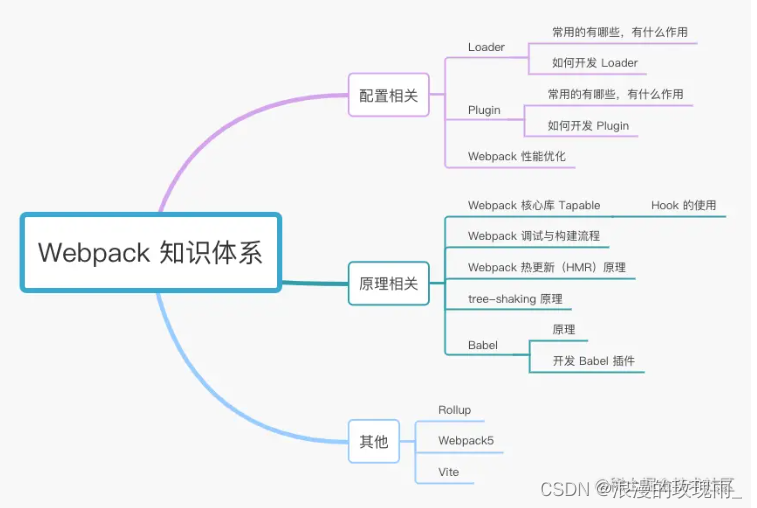 Webpack 知识体系
配置相关
Loader
常用的有哪些，有什么作用
如何开发 Loader
Plugin
常用的有哪些，有什么作用
如何开发 Plugin
Webpack 性能优化
原理相关
Webpack 核心库 Tapable
Hook 的使用
Webpack 调试与构建流程
Webpack 热更新（HMR）原理
tree-shaking 原理
Babel
原理
开发 Babel 插件
其他
Rollup
Webpack5
Vite
CSDN @浪漫的玫瑰雨_